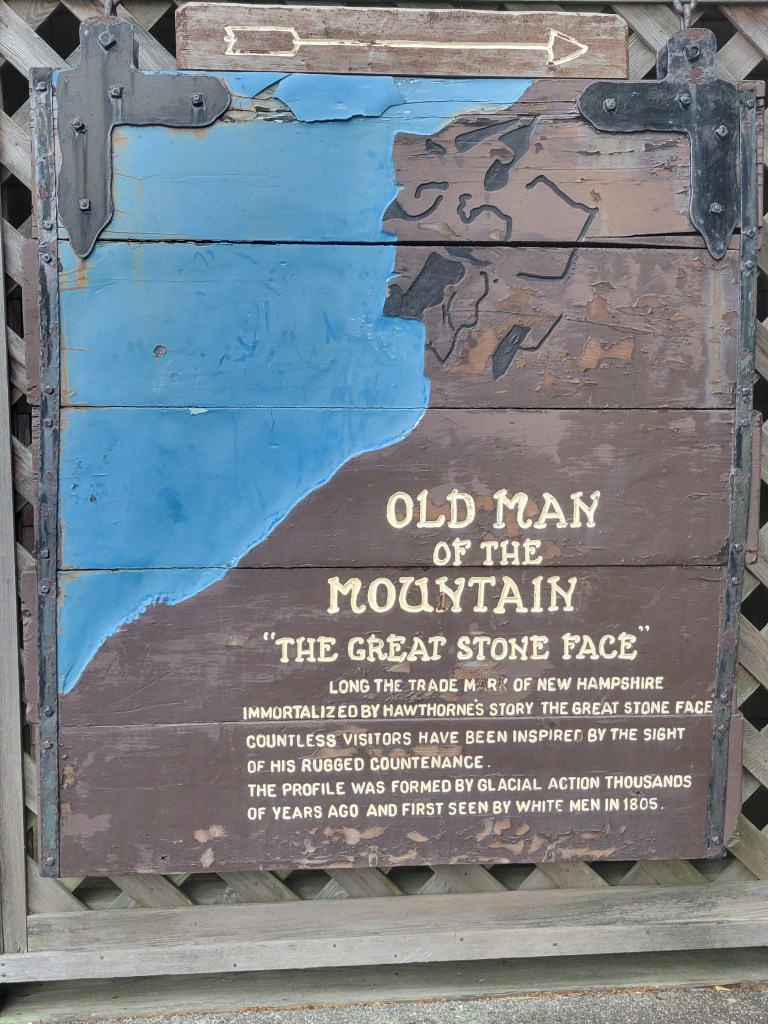 OLD MAN
OF THE
MOUNTAIN
"THE GREAT STONE FACE"
LONG THE TRADE MARK OF NEW HAMPSHIRE
IMMORTALIZED BY HAWTHORNE'S STORY THE GREAT STONE FACE
COUNTLESS VISITORS HAVE BEEN INSPIRED BY THE SIGHT
OF HIS RUGGED COUNTENANCE.
THE PROFILE WAS FORMED BY GLACIAL ACTION THOUSANDS
OF YEARS AGO AND FIRST SEEN BY WHITE MEN IN 1805.